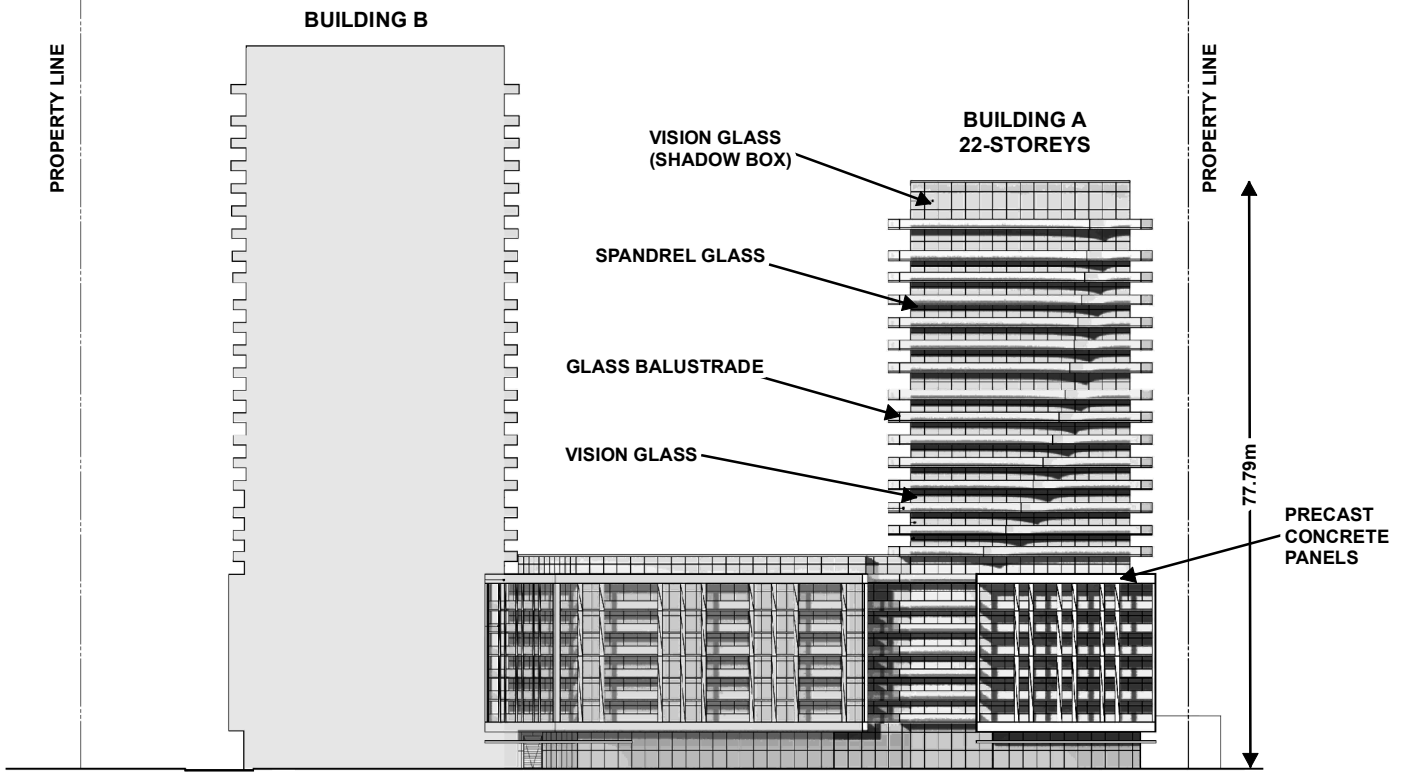 BUILDING B
PROPERTY LINE
PROPERTY LINE
BUILDING A
22-STOREYS
VISION GLASS
(SHADOW BOX)
SPANDREL GLASS
GLASS BALUSTRADE
VISION GLASS
77.79m
PRECAST
CONCRETE
PANELS